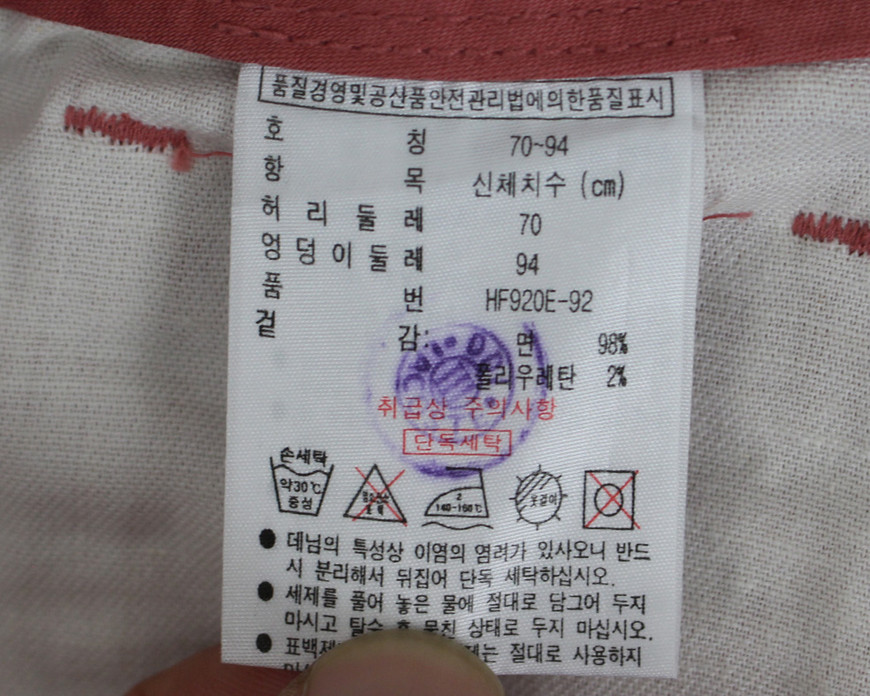 품질경영및공산품안전관리법에의한품질표시
호 칭 70~94
항 목 신체치수 (cm)
허 리 둘 레 70
엉 덩 이 둘 레 94
품 번 HF920E-92
겉 감: 면 98%
폴리우레탄 2%
취급상 주의사항
단독세탁
손세탁
약30℃
중성
2
140~160℃
옷걸이
● 데님의 특성상 이염의 염려가 있사오니 반드
시 분리해서 뒤집어 단독 세탁하십시오.
● 세제를 풀어 놓은 물에 절대로 담그어 두지
마시고 탈수 후 뭉친 상태로 두지 마십시오.
● 표백제 는 절대로 사용하지